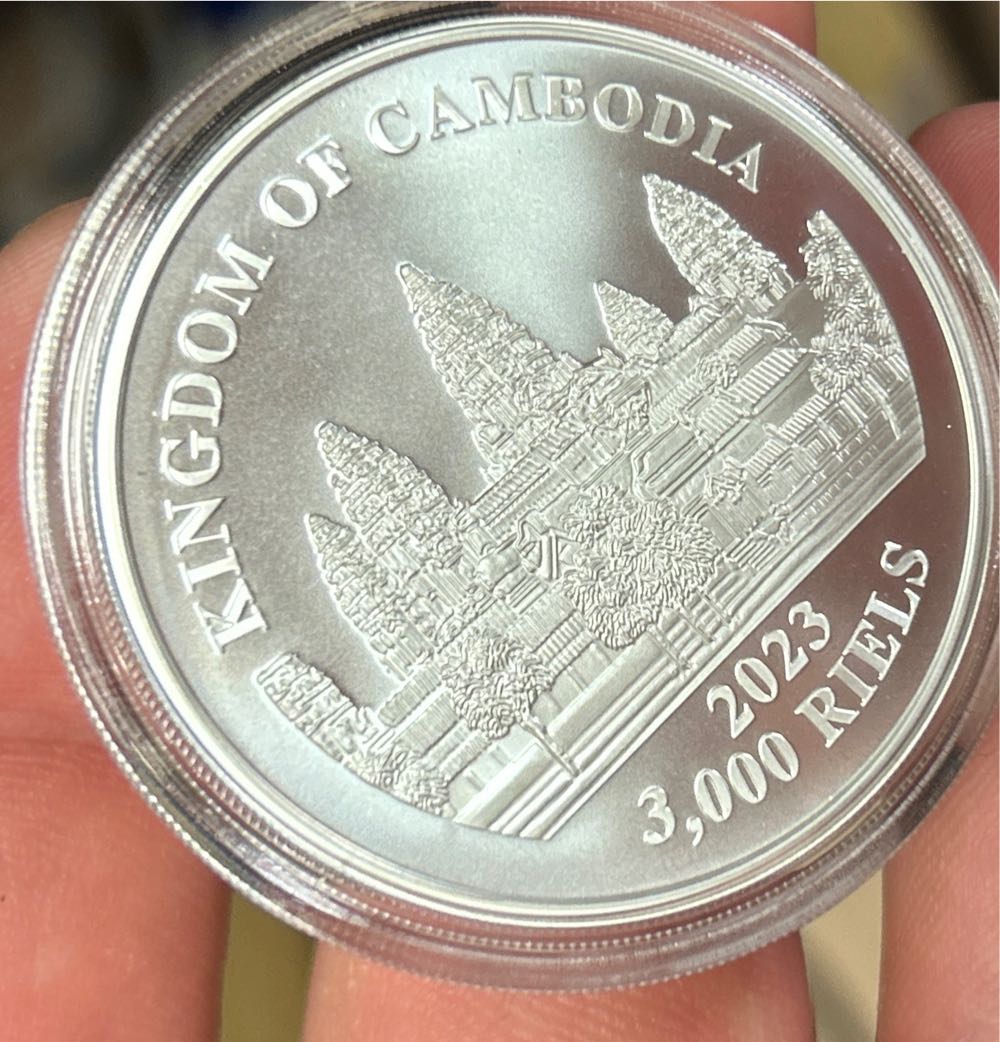 KINGDOM OF CAMBODIA
2023
3,000 RIELS